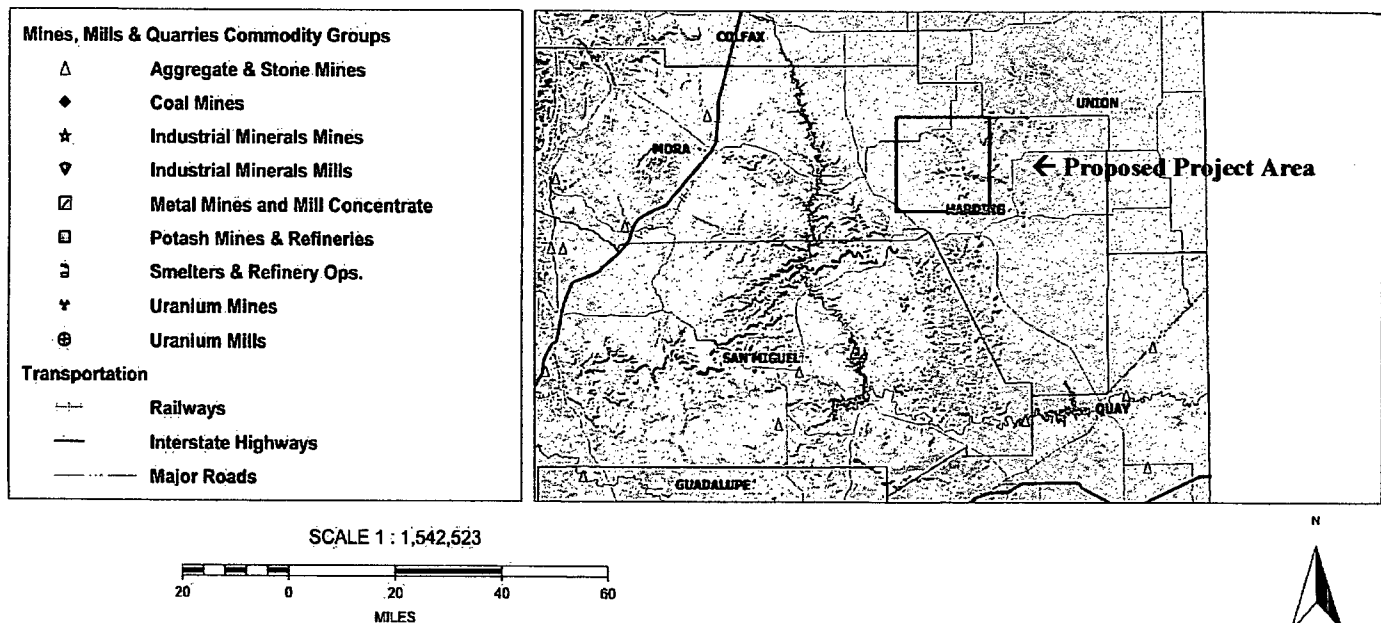 Mines, Mills & Quarries Commodity Groups
Aggregate & Stone Mines
Coal Mines
Industrial Minerals Mines
Industrial Minerals Mills
Metal Mines and Mill Concentrate
Potash Mines & Refineries
Smelters & Refinery Ops.
Uranium Mines
Uranium Mills
Transportation
Railways
Interstate Highways
Major Roads
COLFAX
UNION
MORA
← Proposed Project Area
HARDING
SAN MIGUEL
QUAY
GUADALUPE
SCALE 1 : 1,542,523
20 0 20 40 60
MILES
N